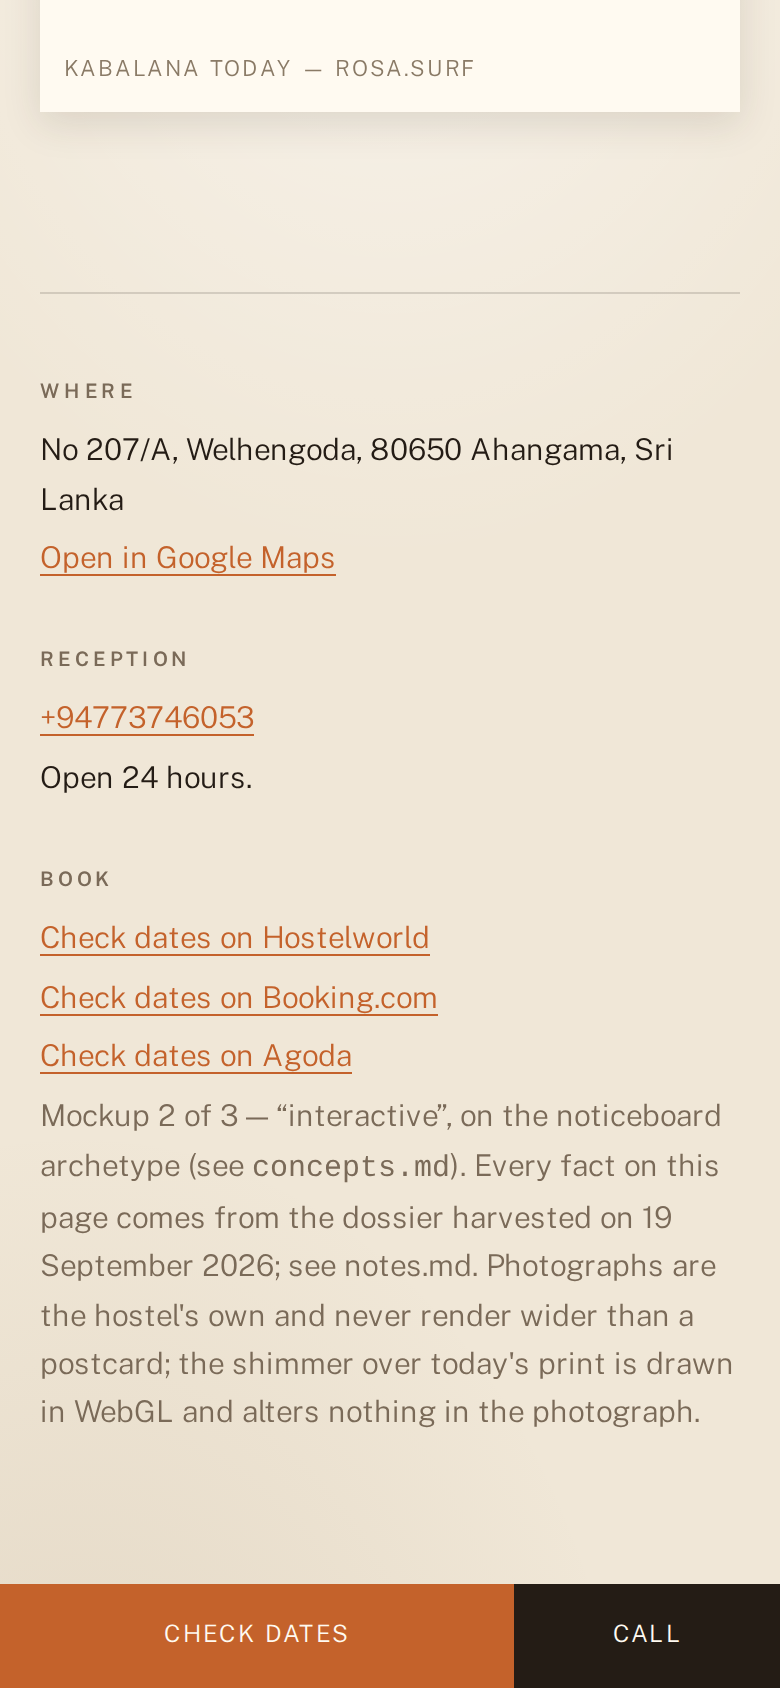 KABALANA TODAY — ROSA.SURF
WHERE
No 207/A, Welhengoda, 80650 Ahangama, Sri
Lanka
Open in Google Maps
RECEPTION
+94773746053
Open 24 hours.
BOOK
Check dates on Hostelworld
Check dates on Booking.com
Check dates on Agoda
Mockup 2 of 3 — “interactive”, on the noticeboard
archetype (see concepts.md). Every fact on this
page comes from the dossier harvested on 19
September 2026; see notes.md. Photographs are
the hostel's own and never render wider than a
postcard; the shimmer over today's print is drawn
in WebGL and alters nothing in the photograph.
CHECK DATES
CALL